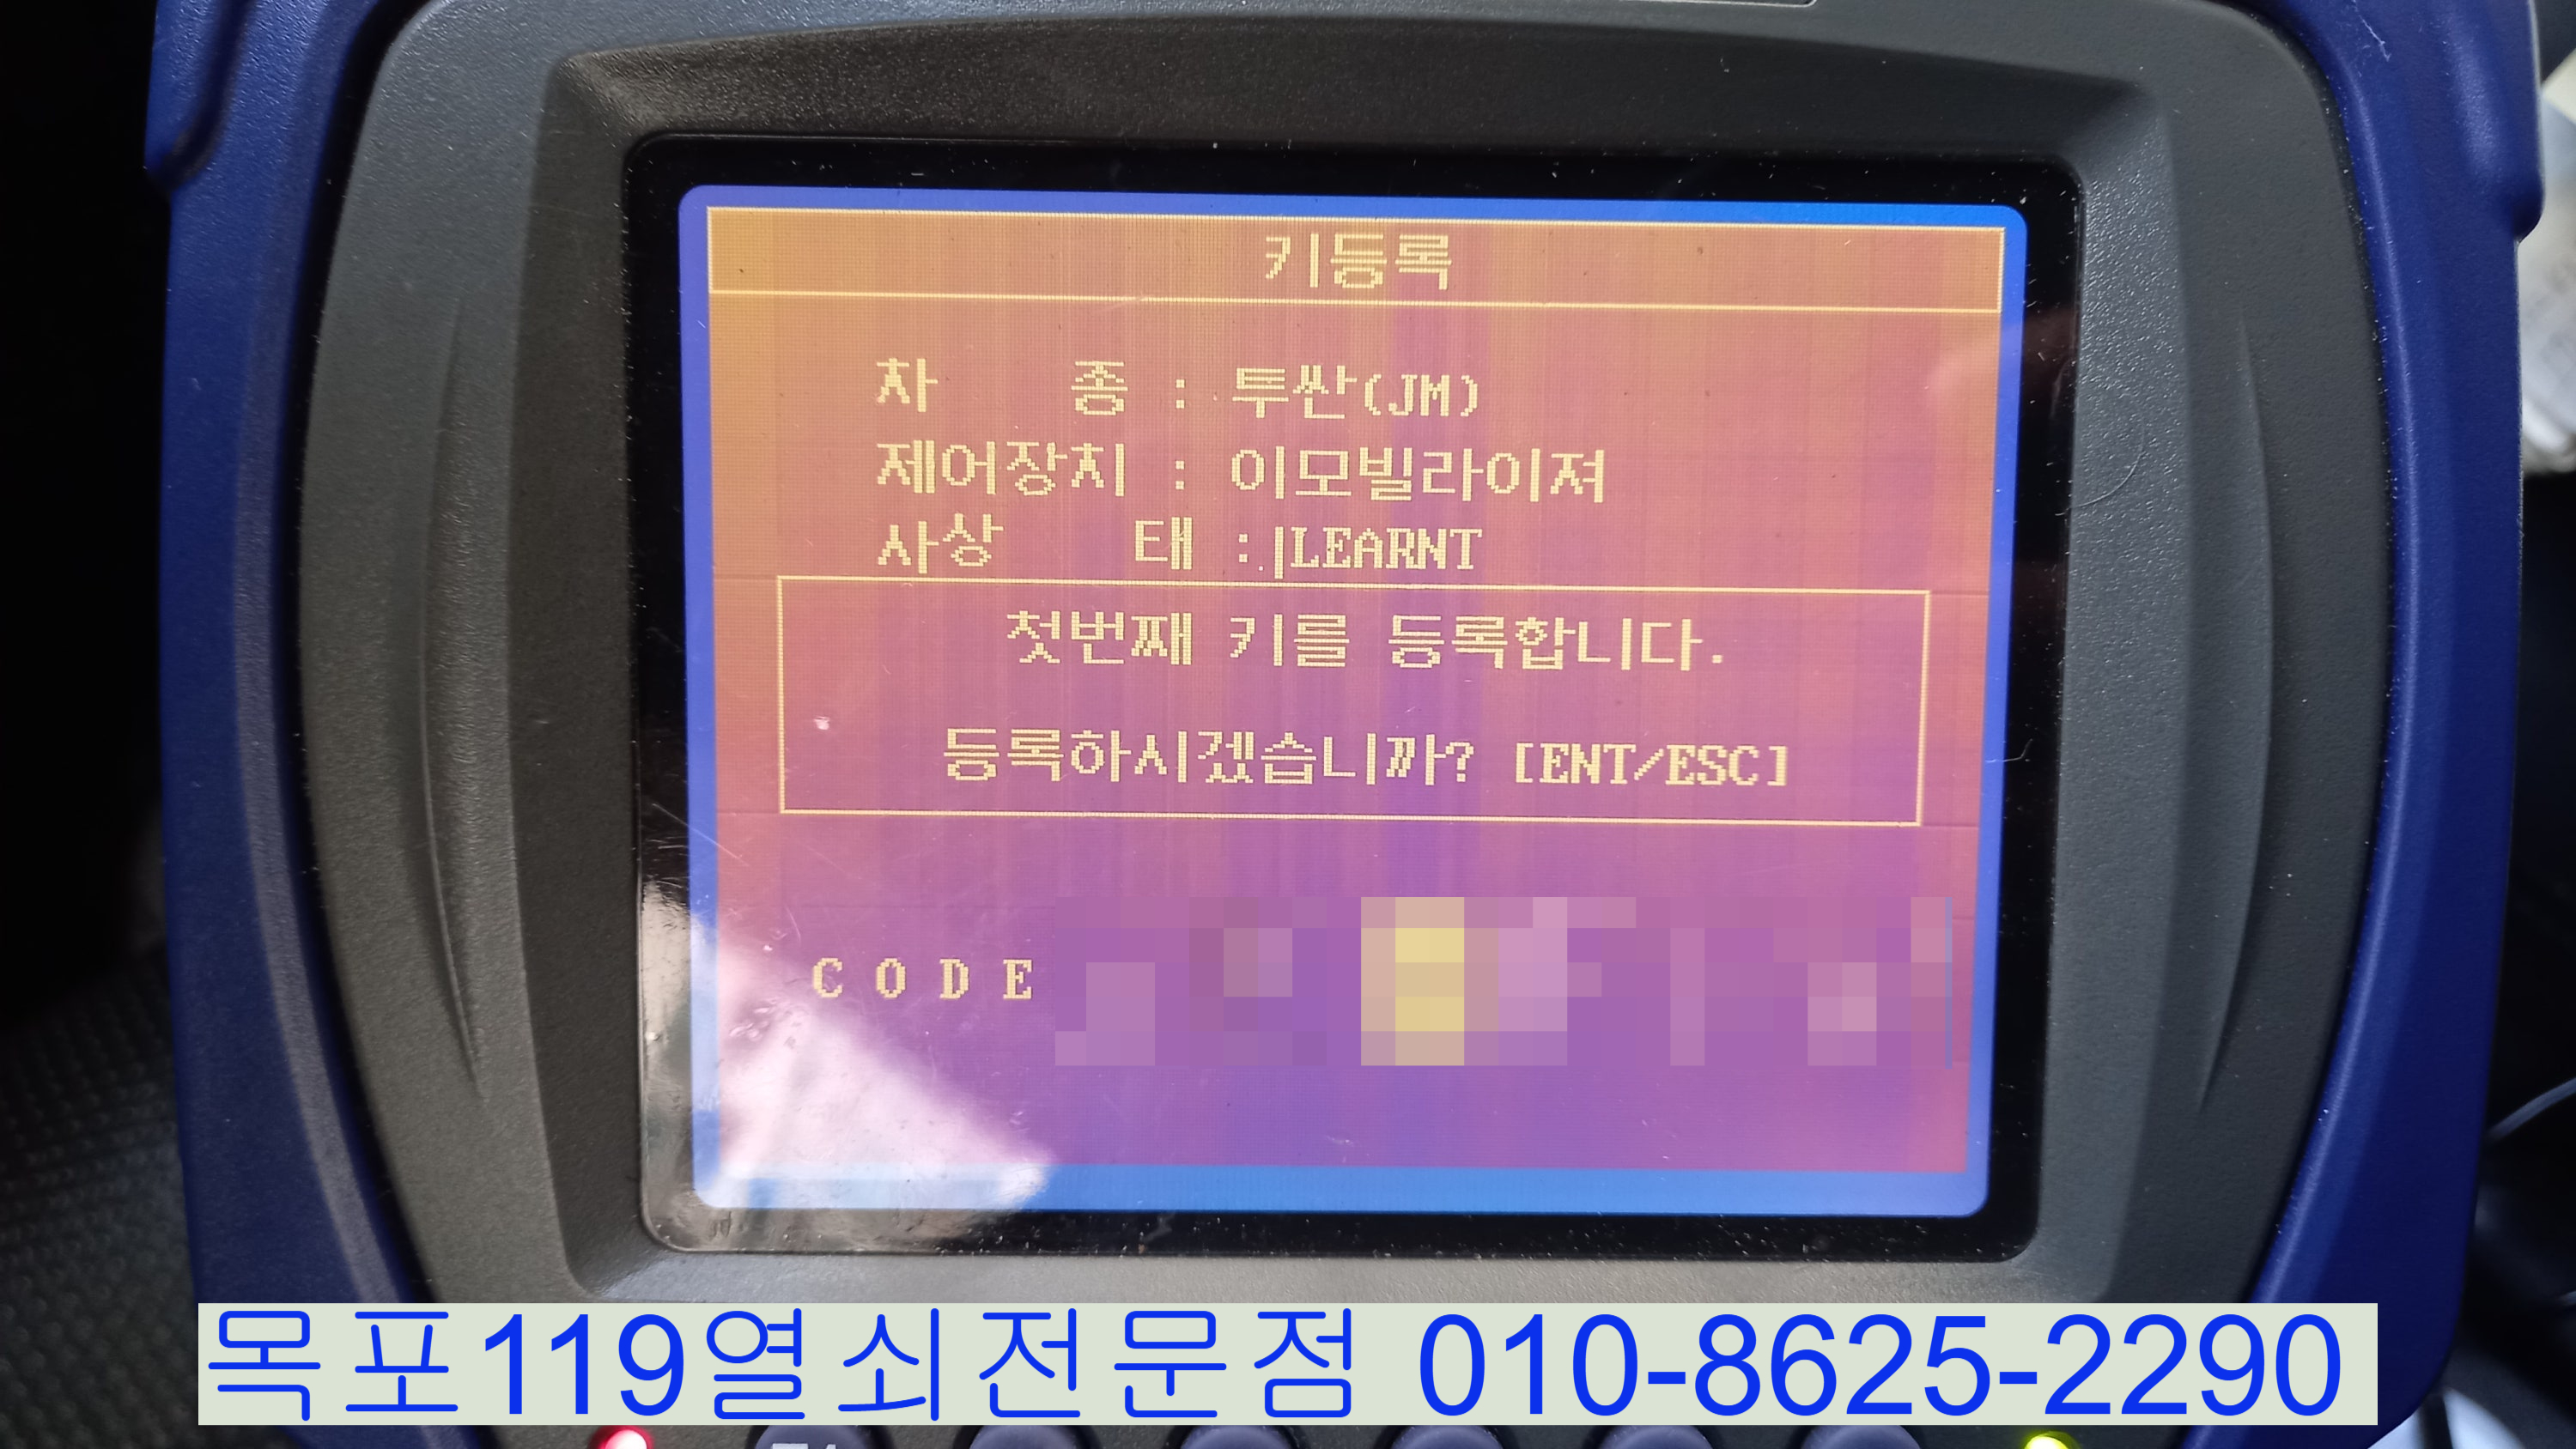 키등록
차 종 : 투싼(JM)
제어장치 : 이모빌라이져
사상 태 : LEARNT
첫번째 키를 등록합니다.
등록하시겠습니까? [ENT/ESC]
C O D E
목포119열쇠전문점 010-8625-2290